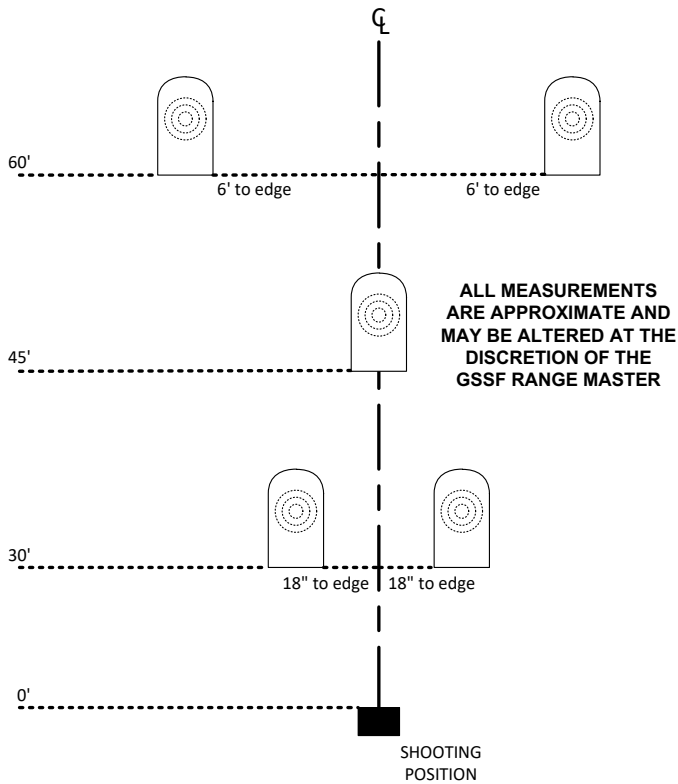 ℄
60'
6' to edge
6' to edge
ALL MEASUREMENTS
ARE APPROXIMATE AND
MAY BE ALTERED AT THE
DISCRETION OF THE
GSSF RANGE MASTER
45'
30'
18" to edge
18" to edge
0'
SHOOTING
POSITION